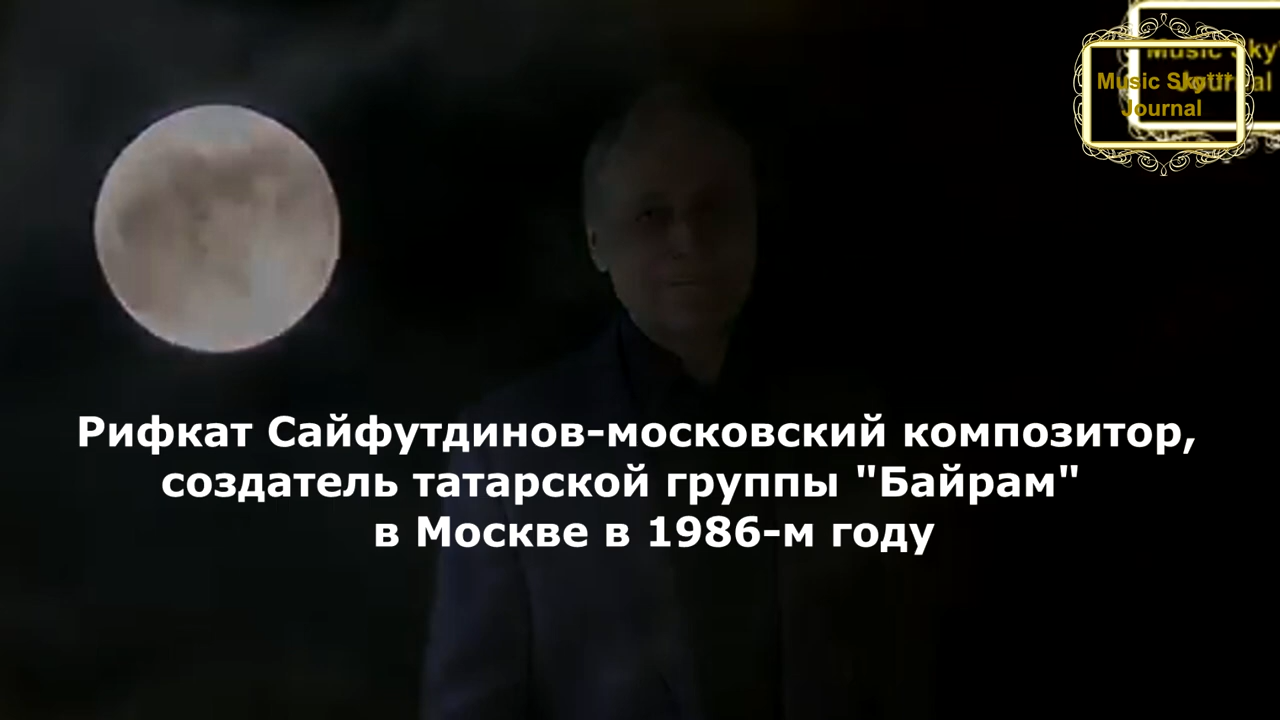 Music Sky***
Journal
Рифкат Сайфутдинов-московский композитор,
создатель татарской группы "Байрам"
в Москве в 1986-м году